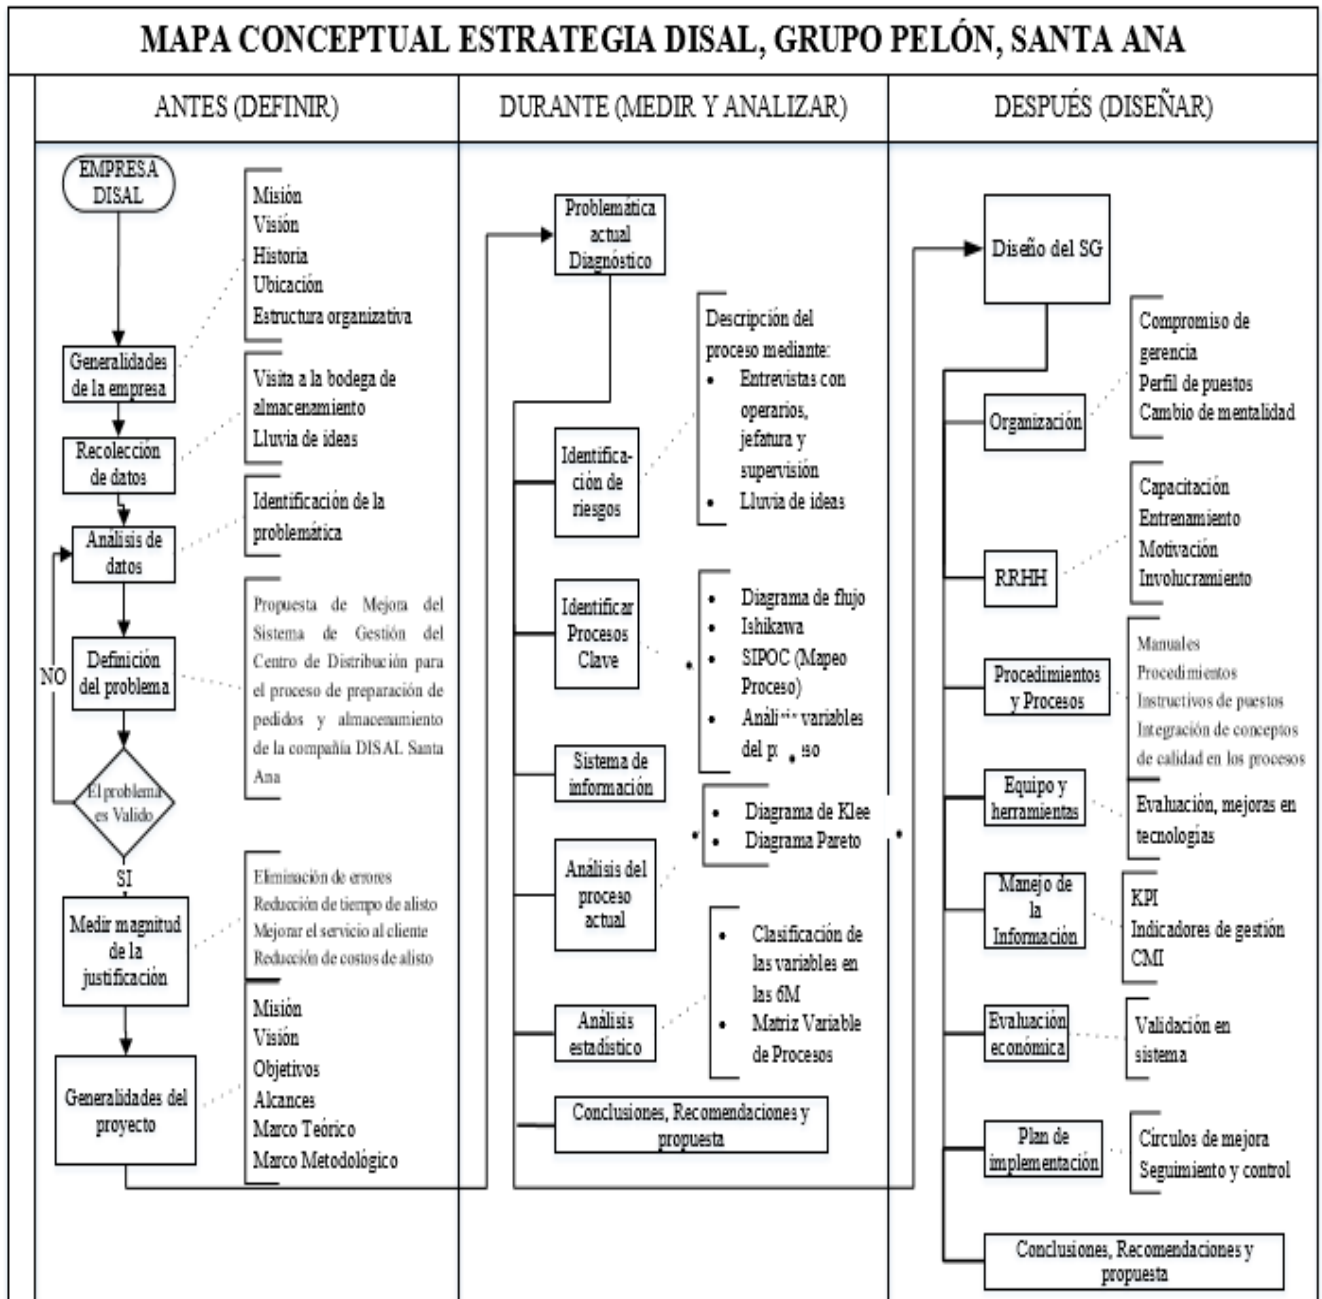 MAPA CONCEPTUAL ESTRATEGIA DISAL, GRUPO PELÓN, SANTA ANA
ANTES (DEFINIR)
EMPRESA
DISAL
Misión
Visión
Historia
Ubicación
Estructura organizativa
Generalidades
de la empresa
Visita a la bodega de
almacenamiento
Lluvia de ideas
Recolección
de datos
Identificación de la
problemática
Análisis de
datos
Propuesta de Mejora del
Sistema de Gestión del
Centro de Distribución para
el proceso de preparación de
pedidos y almacenamiento
de la compañía DISAL Santa
Ana
Definición
del problema
NO
El problema
es Valido
SI
Eliminación de errores
Reducción de tiempo de alisto
Mejorar el servicio al cliente
Reducción de costos de alisto
Medir magnitud
de la
justificación
Misión
Visión
Objetivos
Alcances
Marco Teórico
Marco Metodológico
Generalidades del
proyecto
DURANTE (MEDIR Y ANALIZAR)
Problemática
actual
Diagnóstico
Descripción del
proceso mediante:
• Entrevistas con
operarios,
jefatura y
supervisión
• Lluvia de ideas
Identifica-
ción de
riesgos
• Diagrama de flujo
• Ishikawa
• SIPOC (Mapeo
Proceso)
• variables
del
Identificar
Procesos
Clave
Sistema de
información
• Diagrama de Klee
• Diagrama Pareto
Análisis del
proceso
actual
• Clasificación de
las variables en
las 6M
• Matriz Variable
de Procesos
Análisis
estadístico
Conclusiones, Recomendaciones y
propuesta
DESPUÉS (DISEÑAR)
Diseño del SG
Compromiso de
gerencia
Perfil de puestos
Cambio de mentalidad
Organización
Capacitación
Entrenamiento
Motivación
Involucramiento
RRHH
Manuales
Procedimientos
Instructivos de puestos
Integración de conceptos
de calidad en los procesos
Procedimientos
y Procesos
Equipo y
herramientas
Evaluación, mejoras en
tecnologías
Manejo de
la
Información
KPI
Indicadores de gestión
CMI
Evaluación
económica
Validación en
sistema
Plan de
implementación
Círculos de mejora
Seguimiento y control
Conclusiones, Recomendaciones y
propuesta